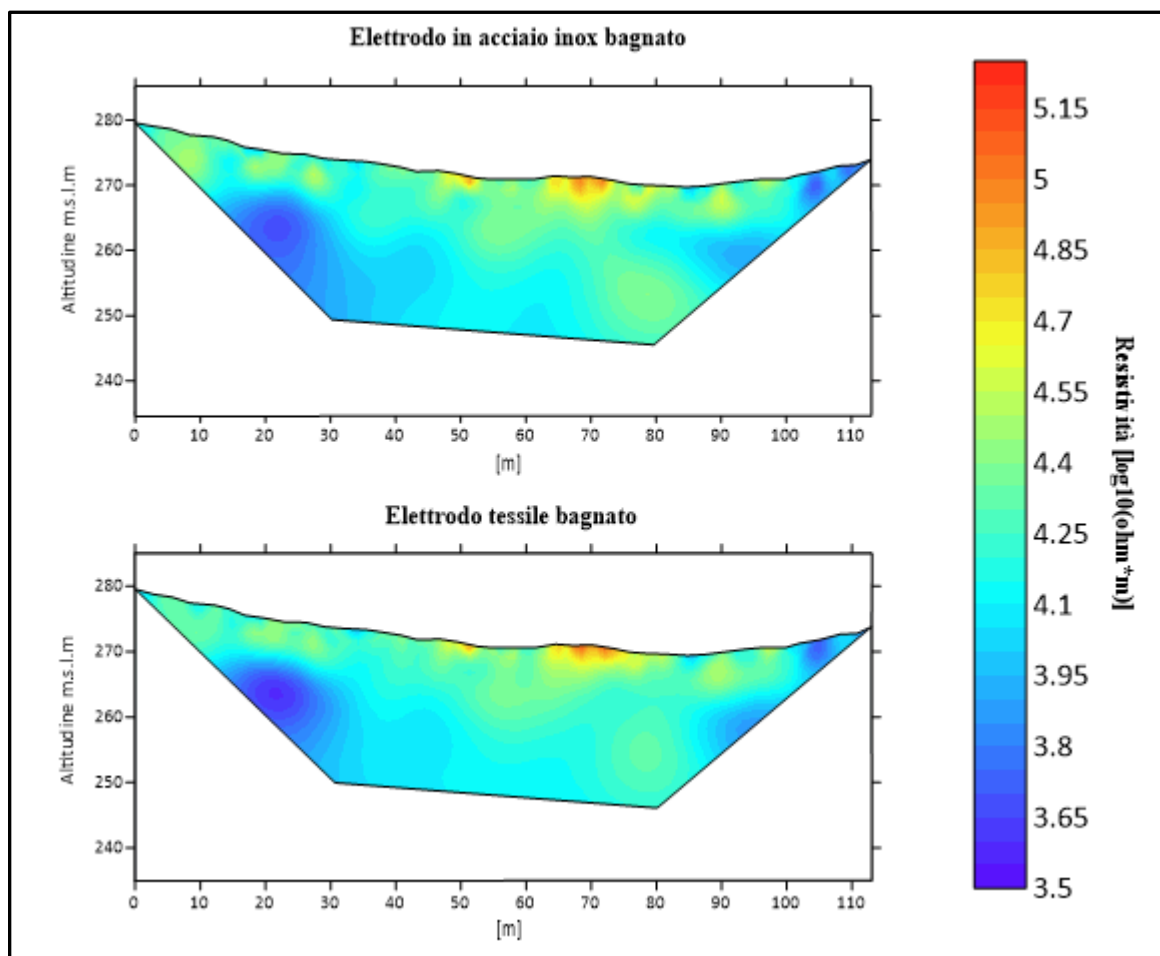 Elettrodo in acciaio inox bagnato
280
270
260
250
240
Altitudine m.s.l.m
0 10 20 30 40 50 60 70 80 90 100 110
[m]
Elettrodo tessile bagnato
280
270
260
250
240
Altitudine m.s.l.m
0 10 20 30 40 50 60 70 80 90 100 110
[m]
5.15
5
4.85
4.7
4.55
4.4
4.25
4.1
3.95
3.8
3.65
3.5
Resistività [log10(ohm*m)]